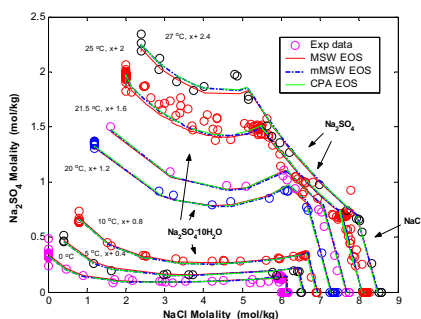 2.5
2
1.5
1
0.5
0
Na2SO4 Molality (mol/kg)
27 °C, x+ 2.4
25 °C, x + 2
21.5 °C, x + 1.6
20 °C, x + 1.2
10 °C, x+ 0.8
5 °C, x+ 0.4
0 °C
Exp data
MSW EOS
mMSW EOS
CPA EOS
Na2SO4
Na2SO410H2O
NaC
0 1 2 3 4 5 6 7 8 9
NaCl Molality (mol/kg)